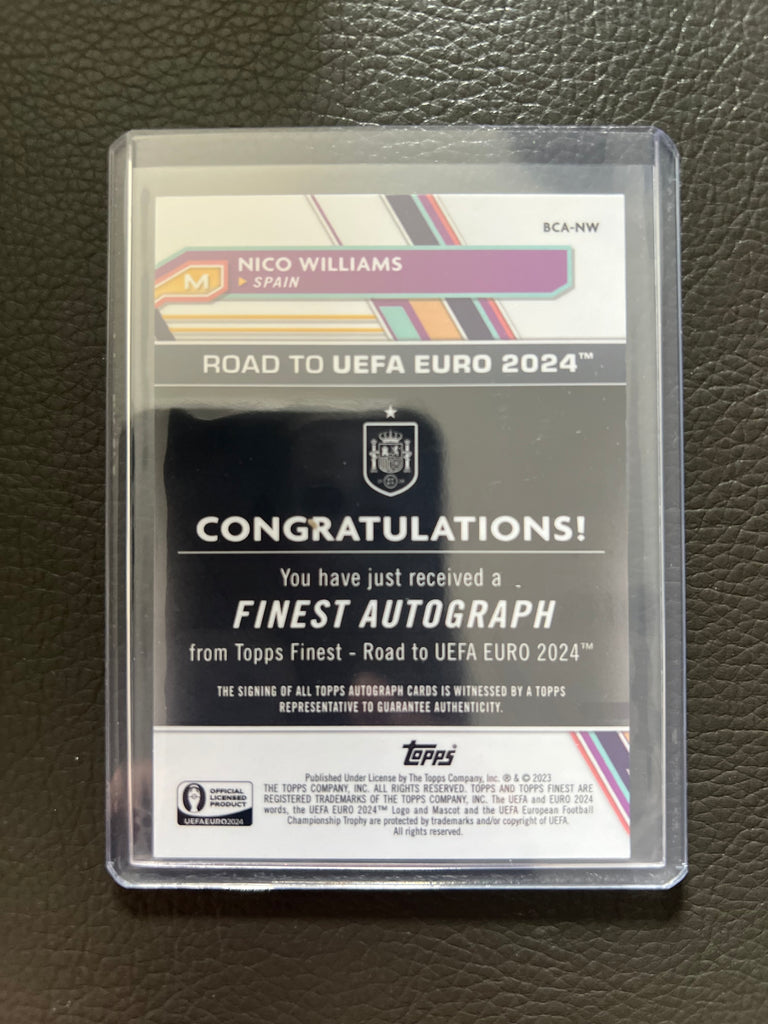 BCA-NW
M
NICO WILLIAMS
SPAIN
ROAD TO UEFA EURO 2024™
CONGRATULATIONS!
You have just received a
FINEST AUTOGRAPH
from Topps Finest - Road to UEFA EURO 2024™
THE SIGNING OF ALL TOPPS AUTOGRAPH CARDS IS WITNESSED BY A TOPPS
REPRESENTATIVE TO GUARANTEE AUTHENTICITY.
topps®
Published Under License by The Topps Company, Inc. ® & © 2023
THE TOPPS COMPANY, INC. ALL RIGHTS RESERVED. TOPPS AND TOPPS FINEST ARE
REGISTERED TRADEMARKS OF THE TOPPS COMPANY, INC. The UEFA and EURO 2024
words, the UEFA EURO 2024™ Logo and Mascot and the UEFA European Football
Championship Trophy are protected by trademarks and/or copyright of UEFA.
All rights reserved.
OFFICIAL
LICENSED
PRODUCT
UEFAEURO2024